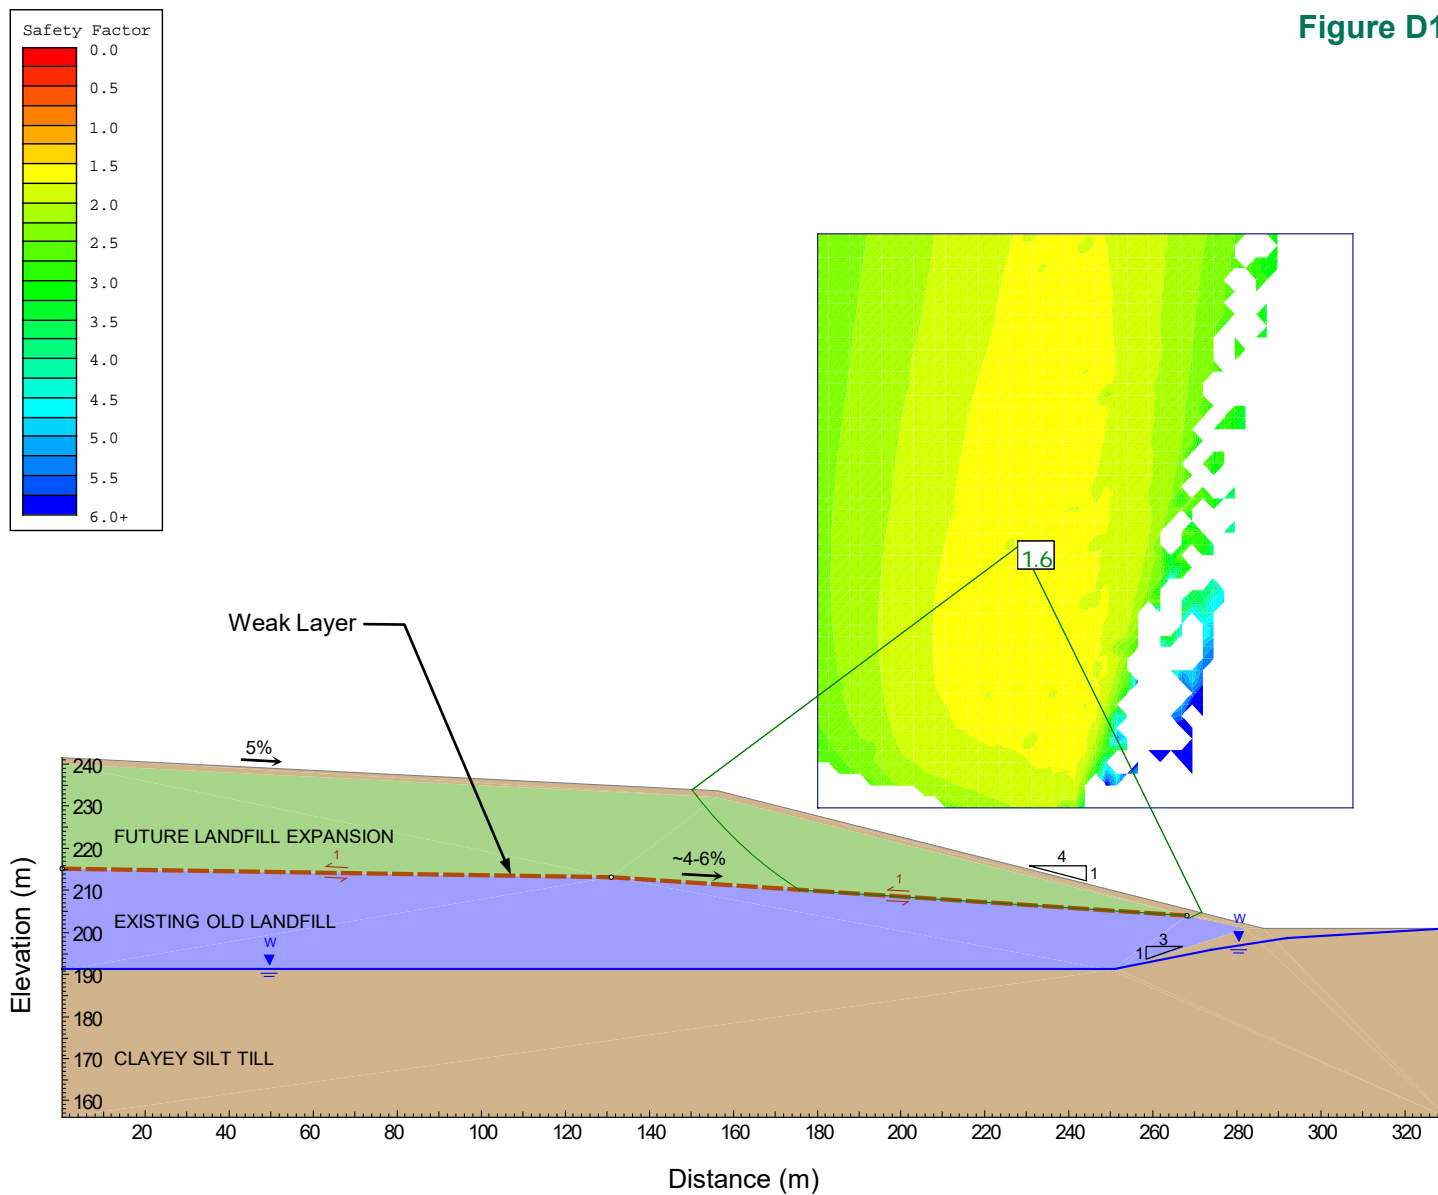 Safety Factor
0.0
0.5
1.0
1.5
2.0
2.5
3.0
3.5
4.0
4.5
5.0
5.5
6.0+
Figure D1
1.6
Weak Layer
5%
FUTURE LANDFILL EXPANSION
1
~4-6%
1
4
1
EXISTING OLD LANDFILL
W
W
3
1
CLAYEY SILT TILL
240
230
220
210
200
190
180
170
160
Elevation (m)
20 40 60 80 100 120 140 160 180 200 220 240 260 280 300 320
Distance (m)